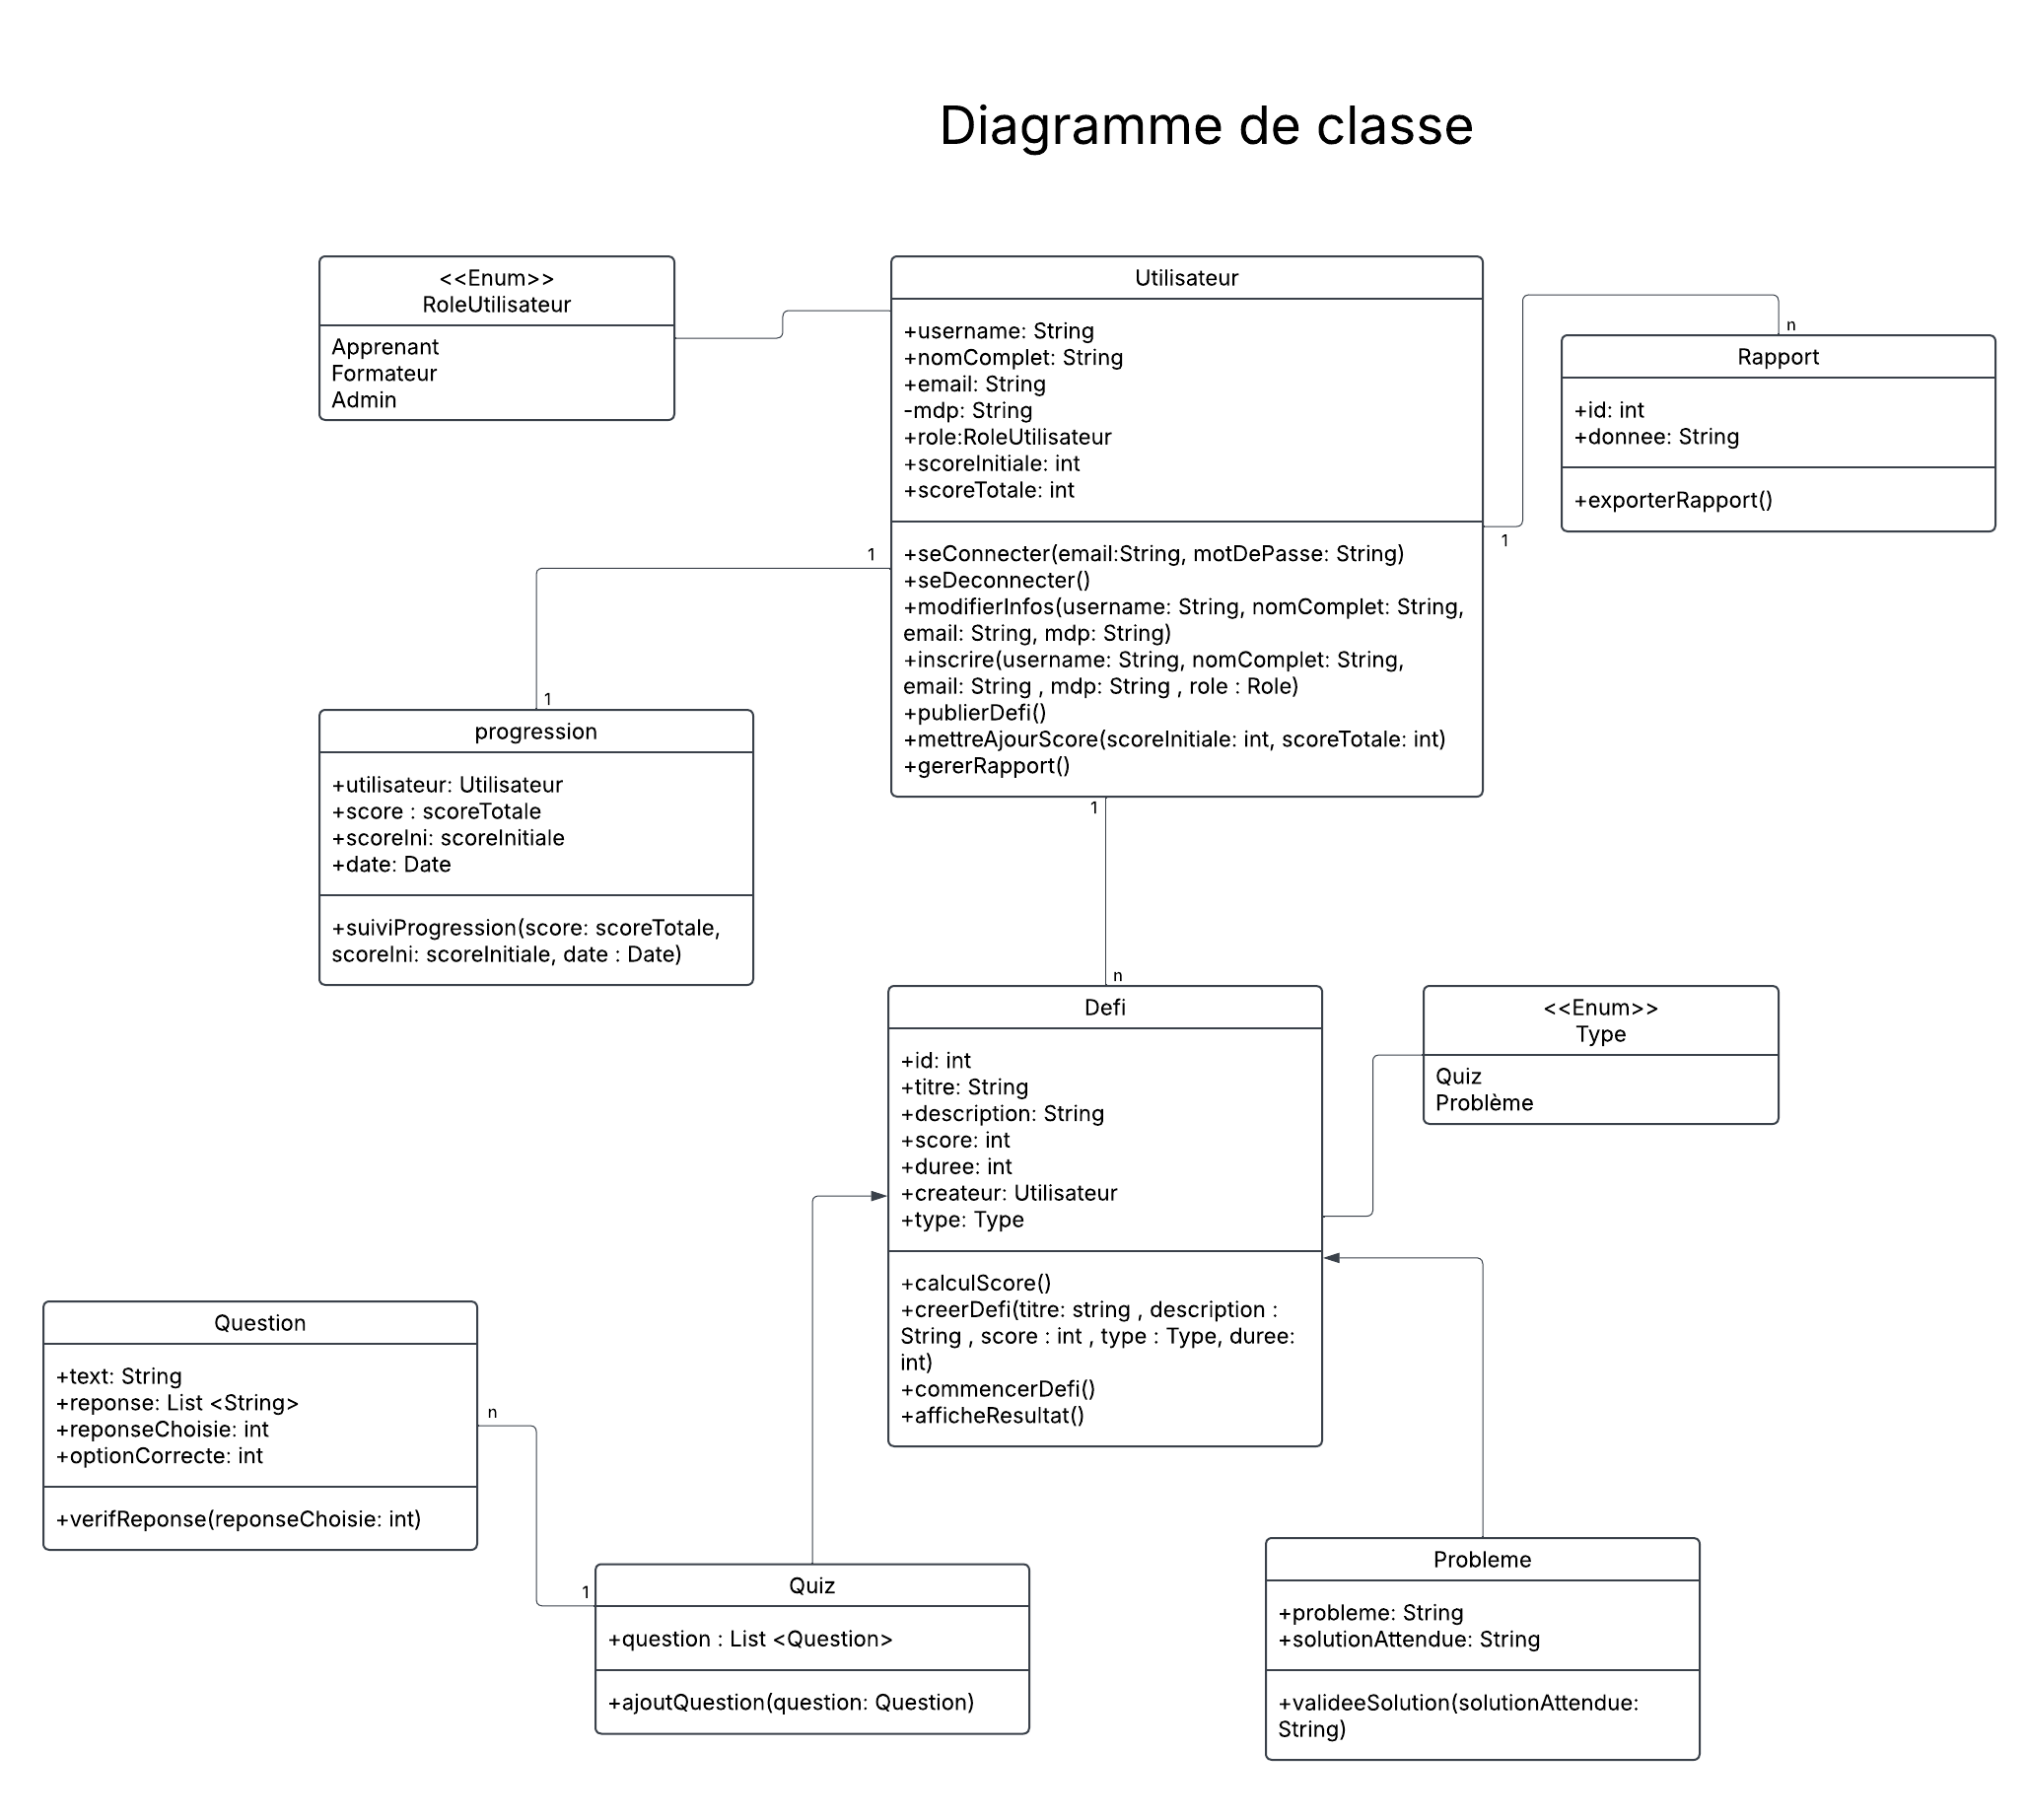 Diagramme de classe
<<Enum>>
RoleUtilisateur
Apprenant
Formateur
Admin
Utilisateur
+username: String
+nomComplet: String
+email: String
-mdp: String
+role:RoleUtilisateur
+scoreInitiale: int
+scoreTotale: int
+seConnecter(email:String, motDePasse: String)
+seDeconnecter()
+modifierInfos(username: String, nomComplet: String,
email: String, mdp: String)
+inscrire(username: String, nomComplet: String,
email: String , mdp: String , role : Role)
+publierDefi()
+mettreAjourScore(scoreInitiale: int, scoreTotale: int)
+gererRapport()
n
Rapport
+id: int
+donnee: String
+exporterRapport()
1
1
1
progression
+utilisateur: Utilisateur
+score : scoreTotale
+scoreIni: scoreInitiale
+date: Date
+suiviProgression(score: scoreTotale,
scoreIni: scoreInitiale, date : Date)
1
n
Defi
+id: int
+titre: String
+description: String
+score: int
+duree: int
+createur: Utilisateur
+type: Type
+calculScore()
+creerDefi(titre: string , description :
String , score : int , type : Type, duree:
int)
+commencerDefi()
+afficheResultat()
<<Enum>>
Type
Quiz
Problème
Question
+text: String
+reponse: List <String>
+reponseChoisie: int
+optionCorrecte: int
+verifReponse(reponseChoisie: int)
n
1
Quiz
+question : List <Question>
+ajoutQuestion(question: Question)
Probleme
+probleme: String
+solutionAttendue: String
+valideeSolution(solutionAttendue:
String)